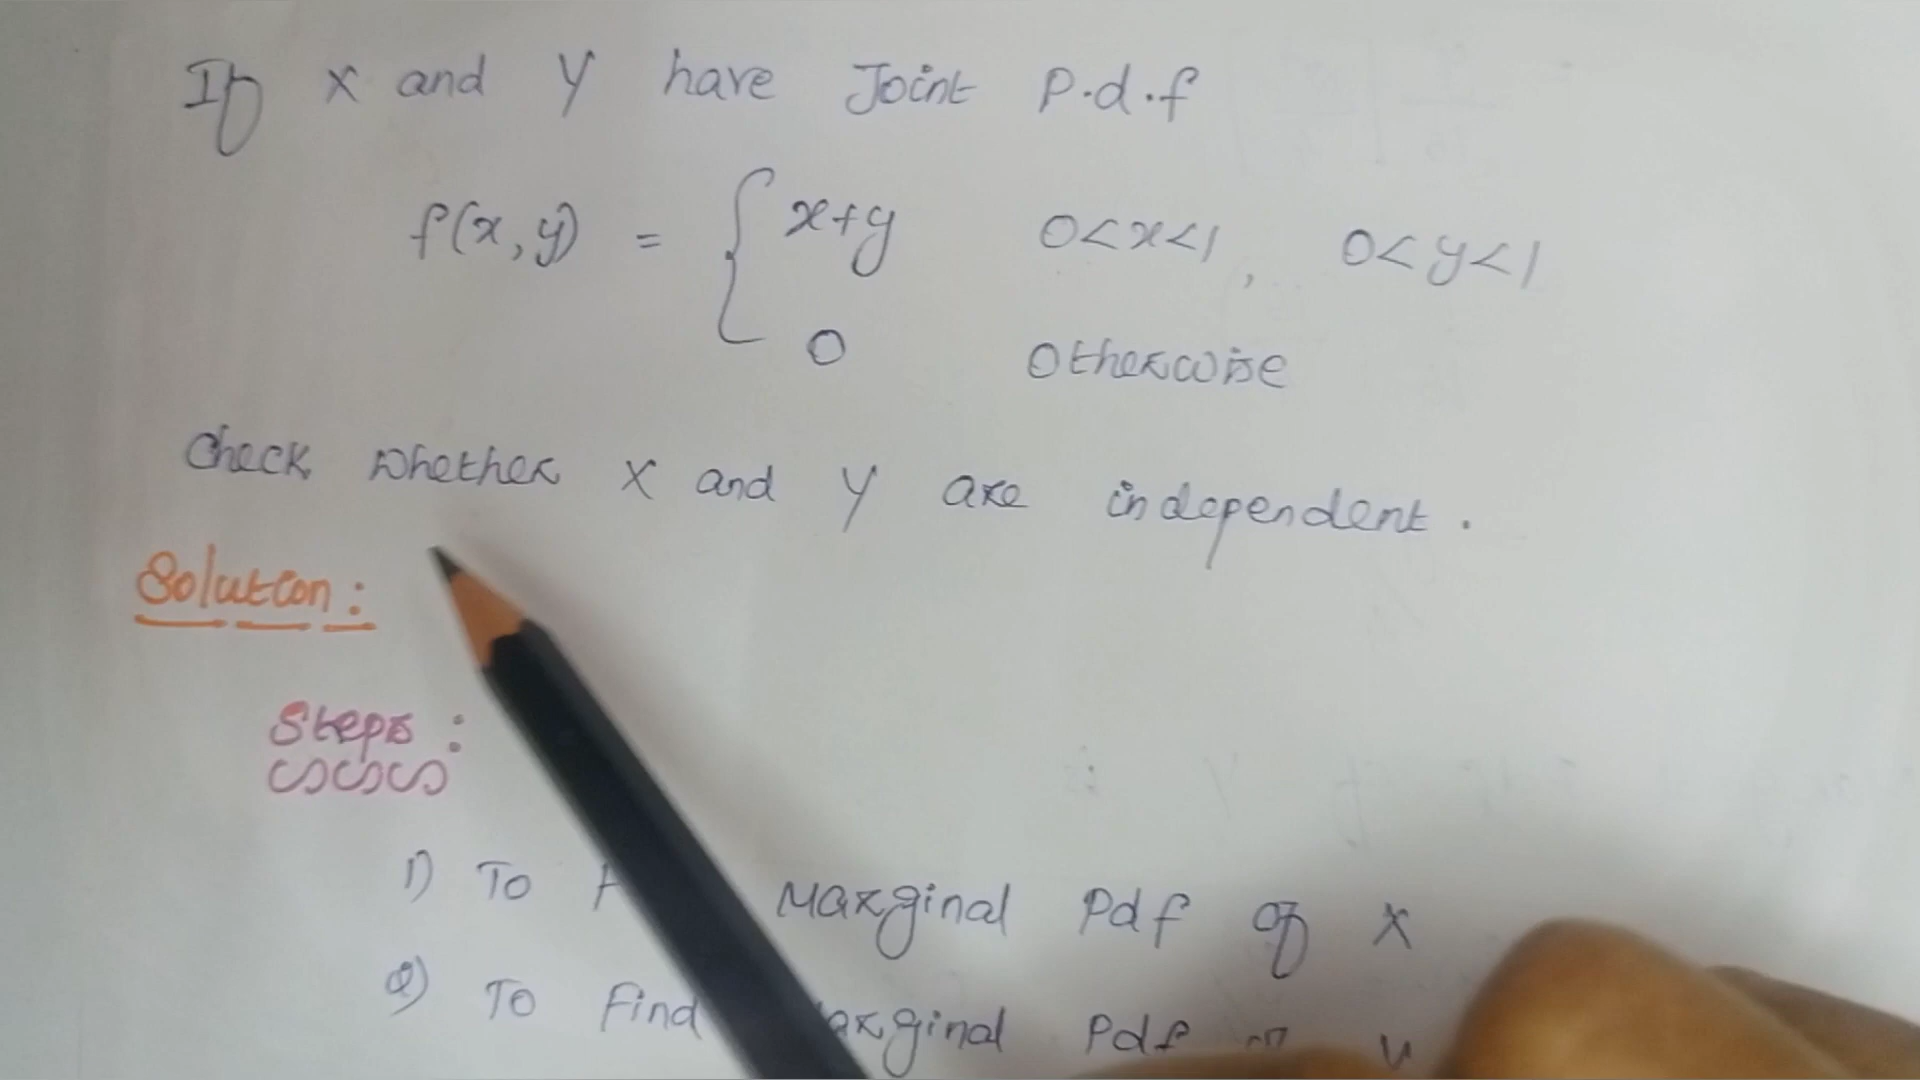 If X and Y have Joint P.d.f
f(x,y) = { x+y 0<x<1, 0<y<1
0 Otherwise
Check whether X and Y are independent.
Solution:
Steps:
1) To Marginal Pdf of X
2) To Find Pdf